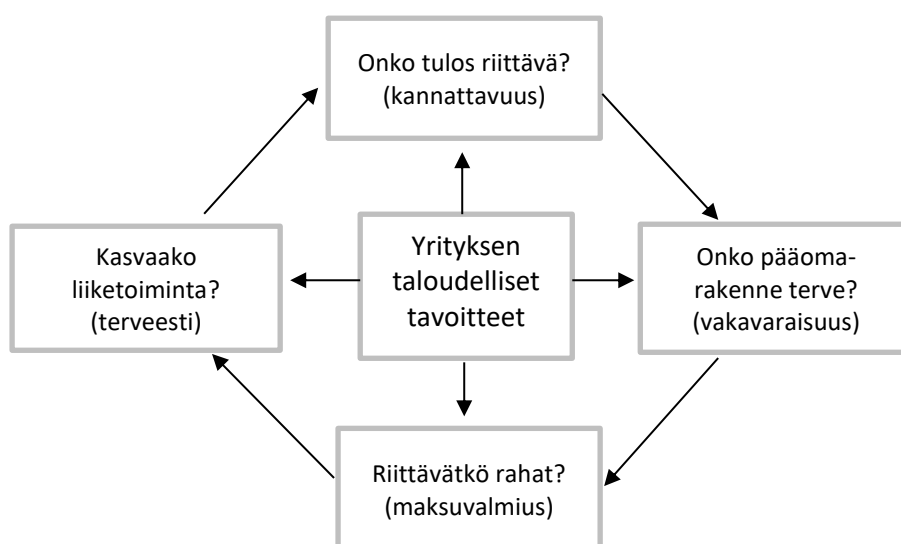 Onko tulos riittävä?
(kannattavuus)
Kasvaako
liiketoiminta?
(terveesti)
Yrityksen
taloudelliset
tavoitteet
Onko pääoma-
rakenne terve?
(vakavaraisuus)
Riittävätkö rahat?
(maksuvalmius)